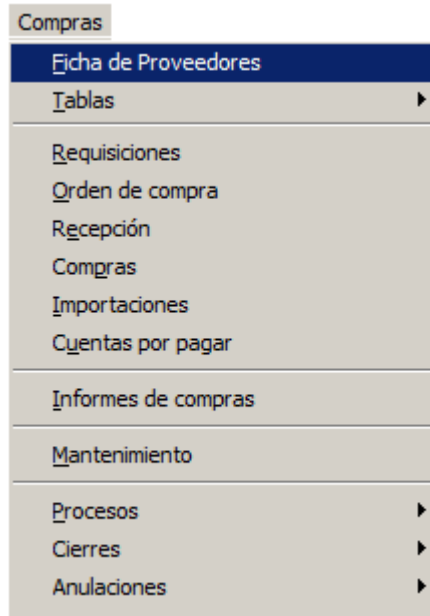 Compras
Ficha de Proveedores
Tablas
Requisiciones
Orden de compra
Recepción
Compras
Importaciones
Cuentas por pagar
Informes de compras
Mantenimiento
Procesos
Cierres
Anulaciones